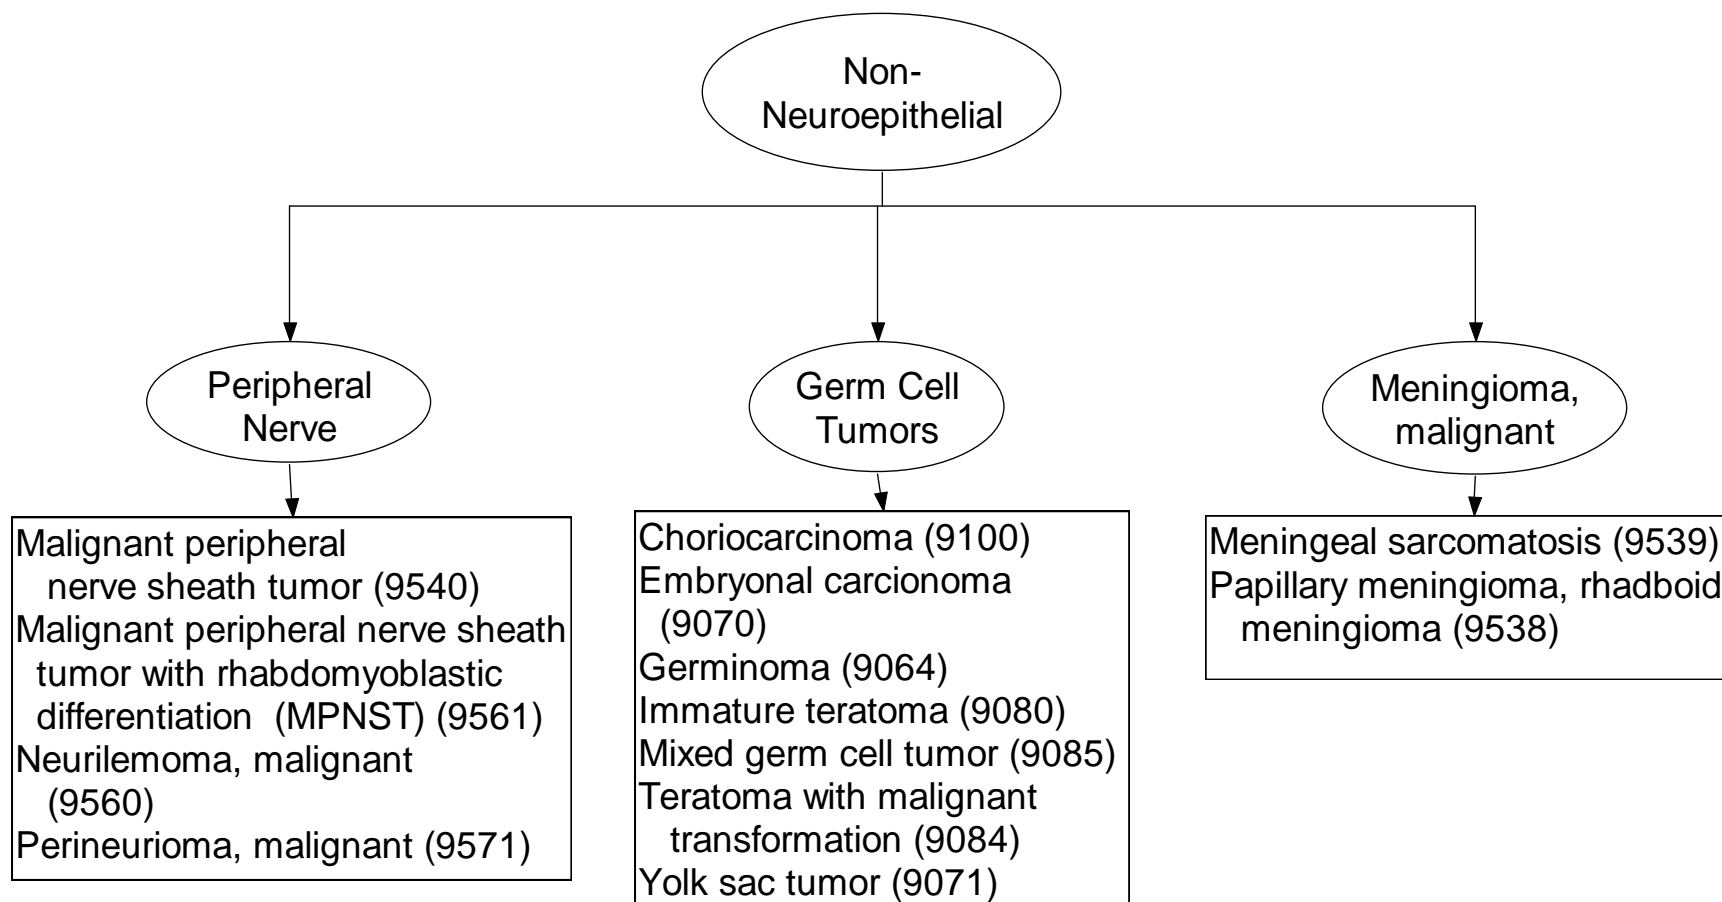 Non-
Neuroepithelial
Peripheral
Nerve
Germ Cell
Tumors
Meningioma,
malignant
Malignant peripheral
nerve sheath tumor (9540)
Malignant peripheral nerve sheath
tumor with rhabdomyoblastic
differentiation (MPNST) (9561)
Neurilemoma, malignant
(9560)
Perineurioma, malignant (9571)
Choriocarcinoma (9100)
Embryonal carcionoma
(9070)
Germinoma (9064)
Immature teratoma (9080)
Mixed germ cell tumor (9085)
Teratoma with malignant
transformation (9084)
Yolk sac tumor (9071)
Meningeal sarcomatosis (9539)
Papillary meningioma, rhadboid
meningioma (9538)